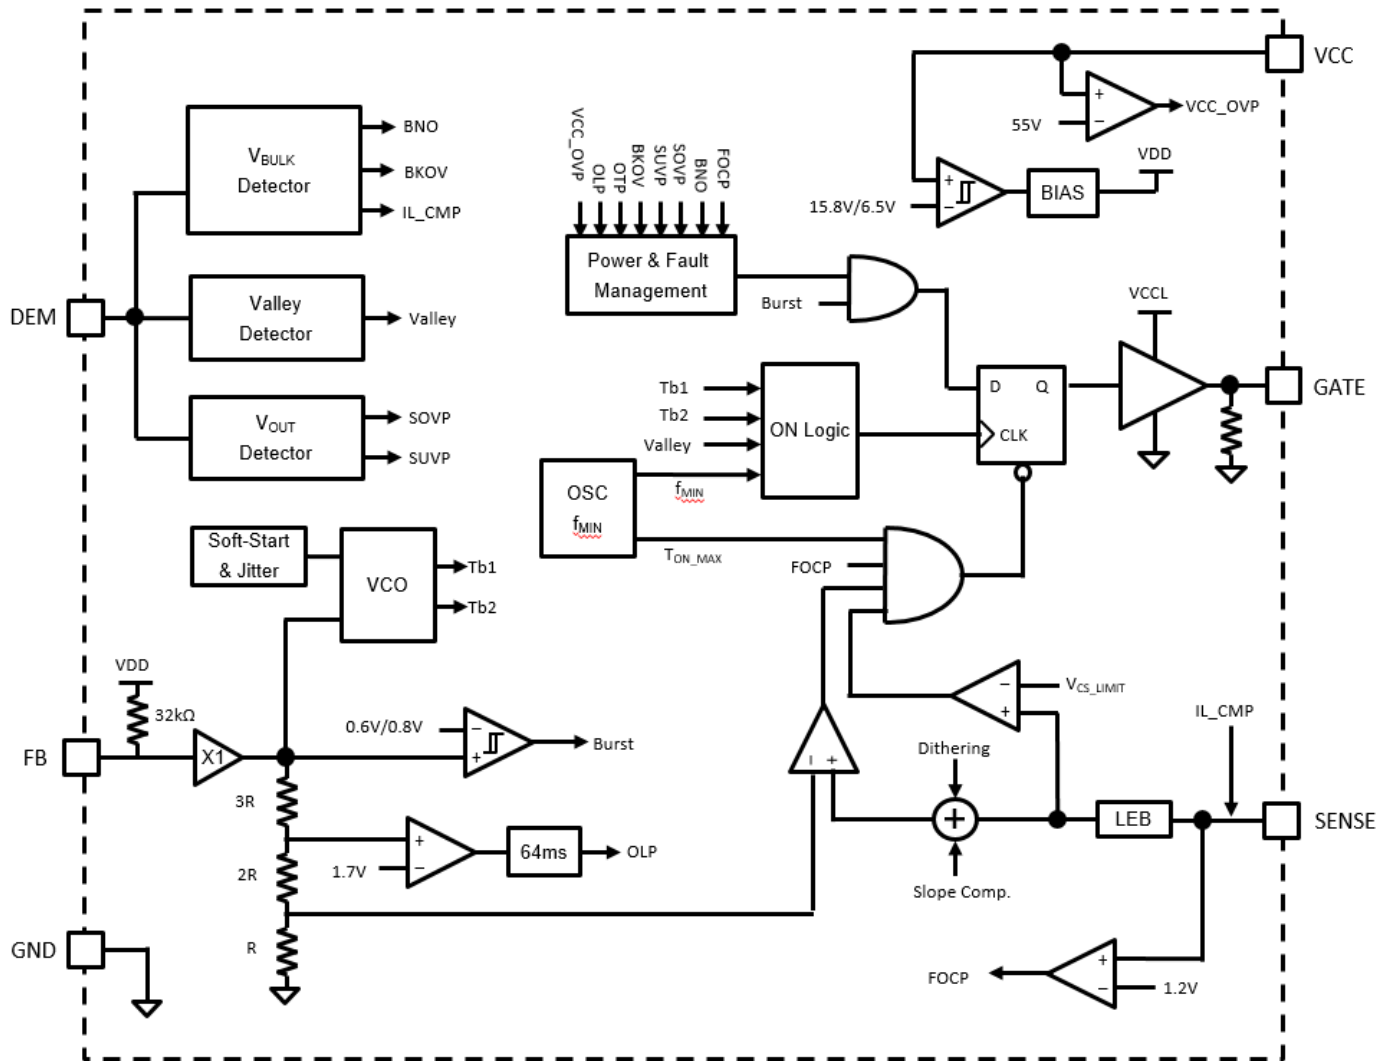 VCC
+
−
55V
VCC_OVP
VDD
+
−
15.8V/6.5V
BIAS
VBULK
Detector
BNO
BKOV
IL_CMP
VCC_OVP
OLP
OTP
BKOV
SUVP
SOVP
BNO
FOCP
Power & Fault
Management
Burst
DEM
Valley
Detector
Valley
VCCL
GATE
D Q
CLK
Tb1
Tb2
Valley
ON Logic
VOUT
Detector
SOVP
SUVP
OSC
fMIN
fMIN
TON_MAX
FOCP
Soft-Start
& Jitter
VCO
Tb1
Tb2
VDD
32kΩ
FB
X1
0.6V/0.8V
−
+
Burst
−
+
VCS_LIMIT
IL_CMP
− +
Dithering
+
Slope Comp.
LEB
SENSE
3R
2R
R
1.7V
+
−
64ms
OLP
GND
FOCP
+
−
1.2V